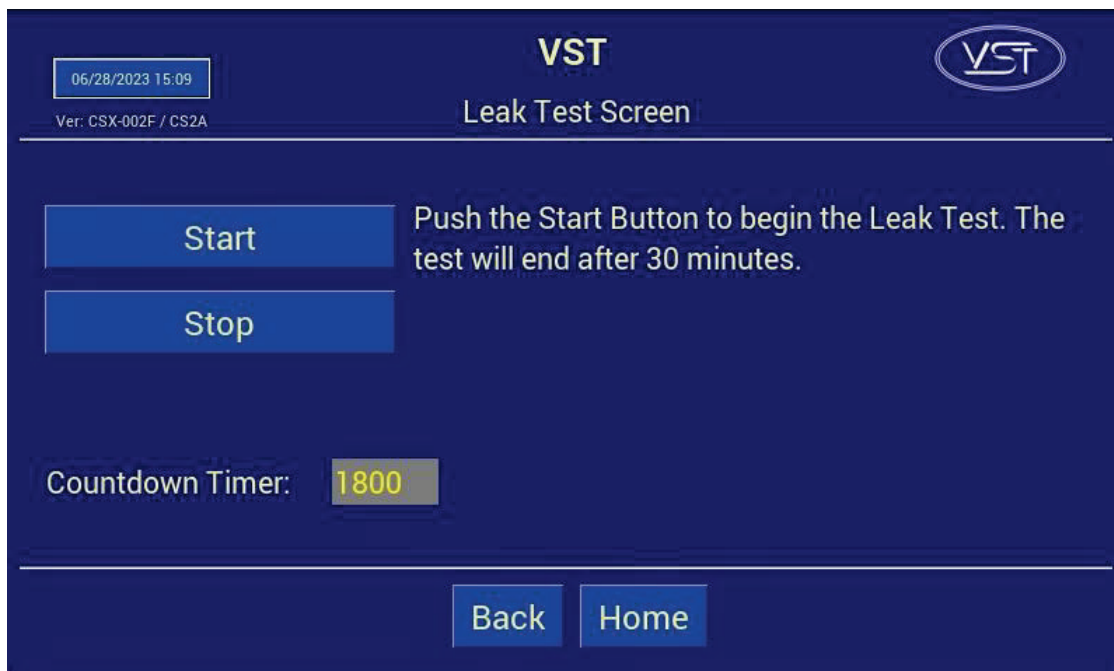 VST
VST
06/28/2023 15:09
Ver: CSX-002F / CS2A
Leak Test Screen
Start
Push the Start Button to begin the Leak Test. The
test will end after 30 minutes.
Stop
Countdown Timer: 1800
Back Home